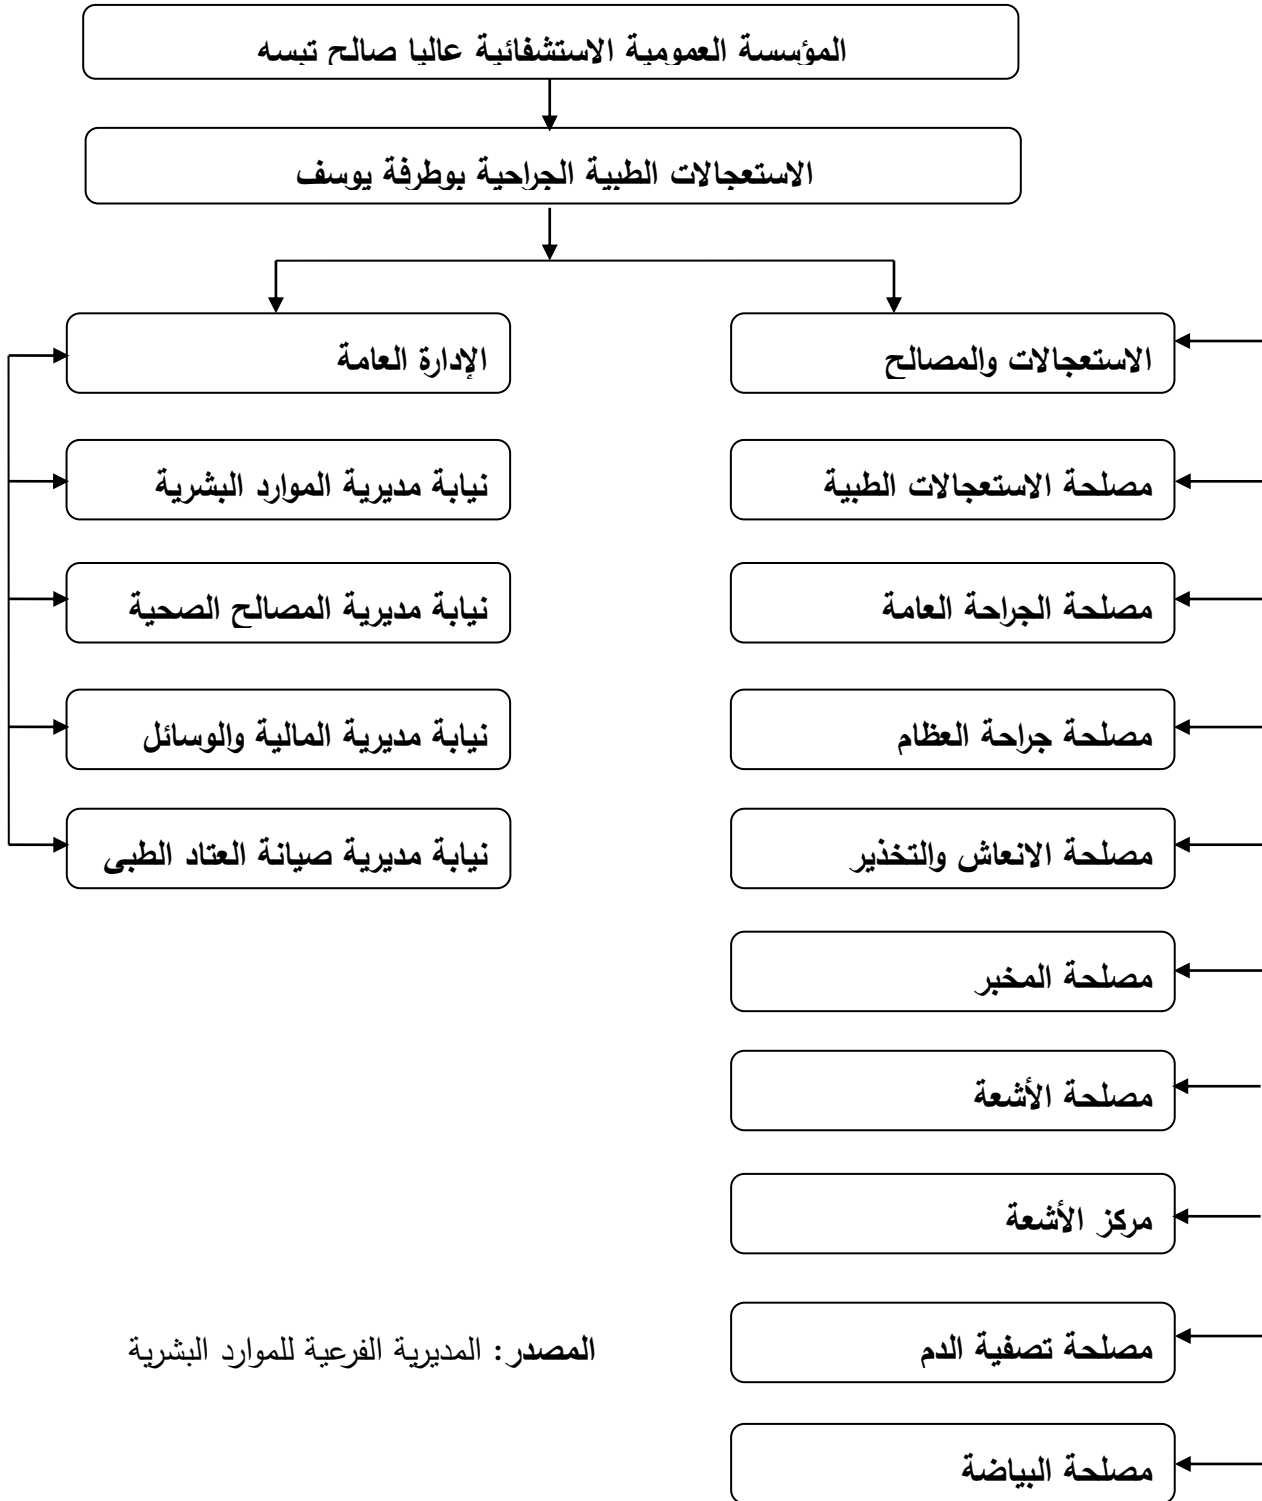 المؤسسة العمومية الاستشفائية عاليا صالح تبسه
الاستعجالات الطبية الجراحية بوطرفة يوسف
الاستعجالات والمصالح
الإدارة العامة
مصلحة الاستعجالات الطبية
نيابة مديرية الموارد البشرية
مصلحة الجراحة العامة
نيابة مديرية المصالح الصحية
مصلحة جراحة العظام
نيابة مديرية المالية والوسائل
مصلحة الانعاش والتخذير
نيابة مديرية صيانة العتاد الطبي
مصلحة المخبر
مصلحة الأشعة
مركز الأشعة
مصلحة تصفية الدم
المصدر: المديرية الفرعية للموارد البشرية
مصلحة البياضة